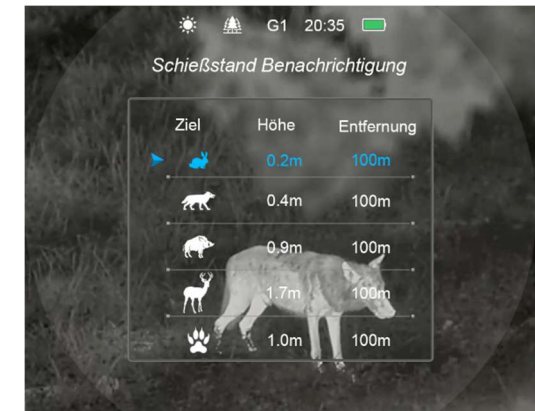 G1 20:35
Schießstand Benachrichtigung
Ziel Höhe Entfernung
0.2m 100m
0.4m 100m
0.9m 100m
1.7m 100m
1.0m 100m